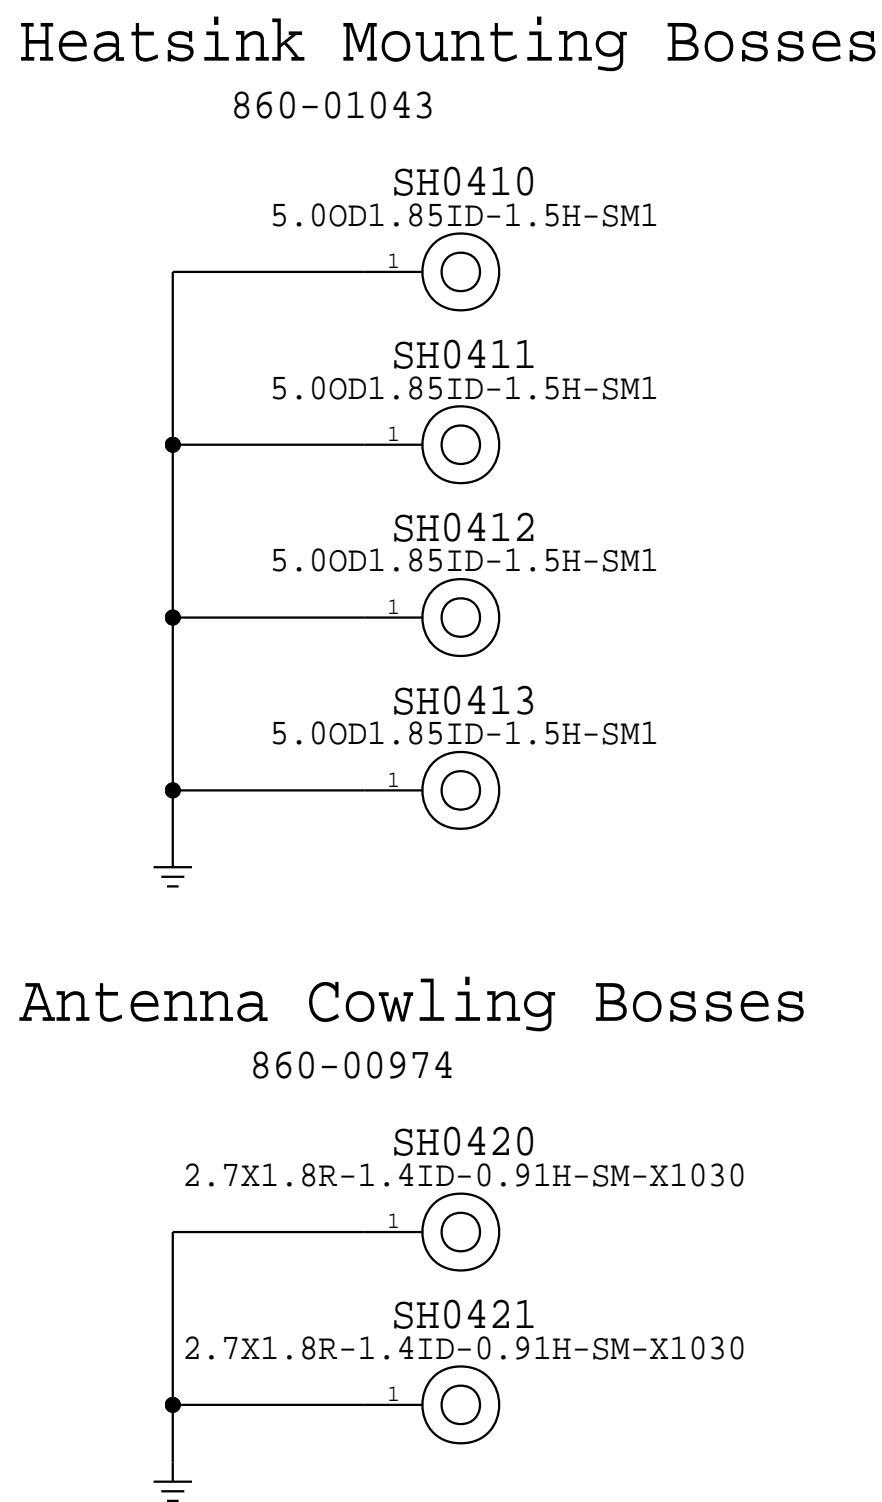 Heatsink Mounting Bosses
860-01043
SH0410
5.0OD1.85ID-1.5H-SM1
1
SH0411
5.0OD1.85ID-1.5H-SM1
1
SH0412
5.0OD1.85ID-1.5H-SM1
1
SH0413
5.0OD1.85ID-1.5H-SM1
1
Antenna Cowling Bosses
860-00974
SH0420
2.7X1.8R-1.4ID-0.91H-SM-X1030
1
SH0421
2.7X1.8R-1.4ID-0.91H-SM-X1030
1